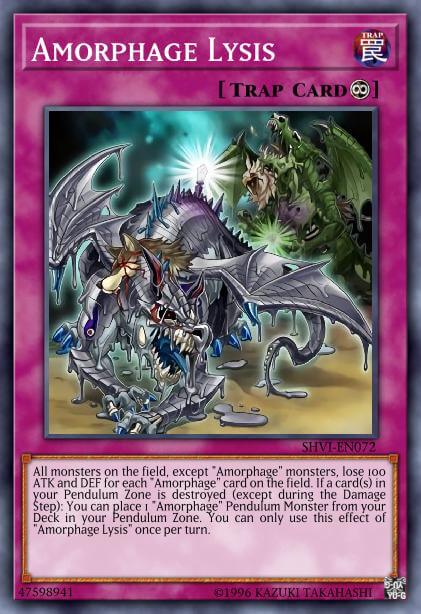 AMORPHAGE LYSIS
TRAP
罠
[TRAP CARD∞]
SHVI-EN072
All monsters on the field, except "Amorphage" monsters, lose 100
ATK and DEF for each "Amorphage" card on the field. If a card(s) in
your Pendulum Zone is destroyed (except during the Damage
Step): You can place 1 "Amorphage" Pendulum Monster from your
Deck in your Pendulum Zone. You can only use this effect of
"Amorphage Lysis" once per turn.
47598941
©1996 KAZUKI TAKAHASHI